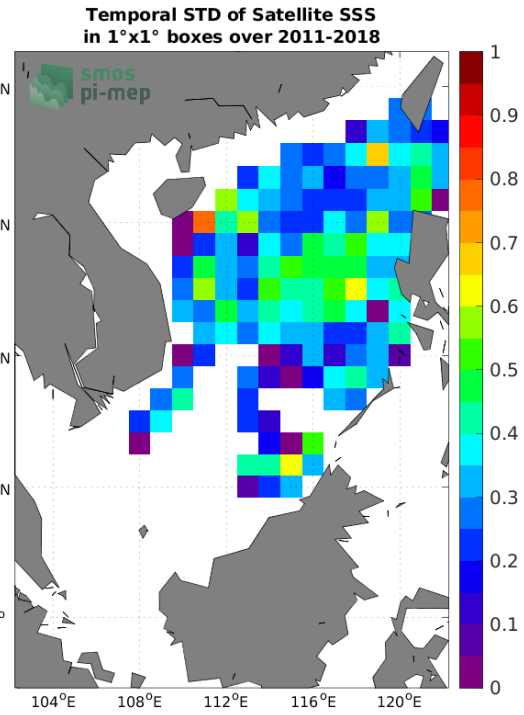 Temporal STD of Satellite SSS
in 1°x1° boxes over 2011-2018
smos
pi-mep
N
N
N
N
o
104°E
108°E
112°E
116°E
120°E
1
0.9
0.8
0.7
0.6
0.5
0.4
0.3
0.2
0.1
0